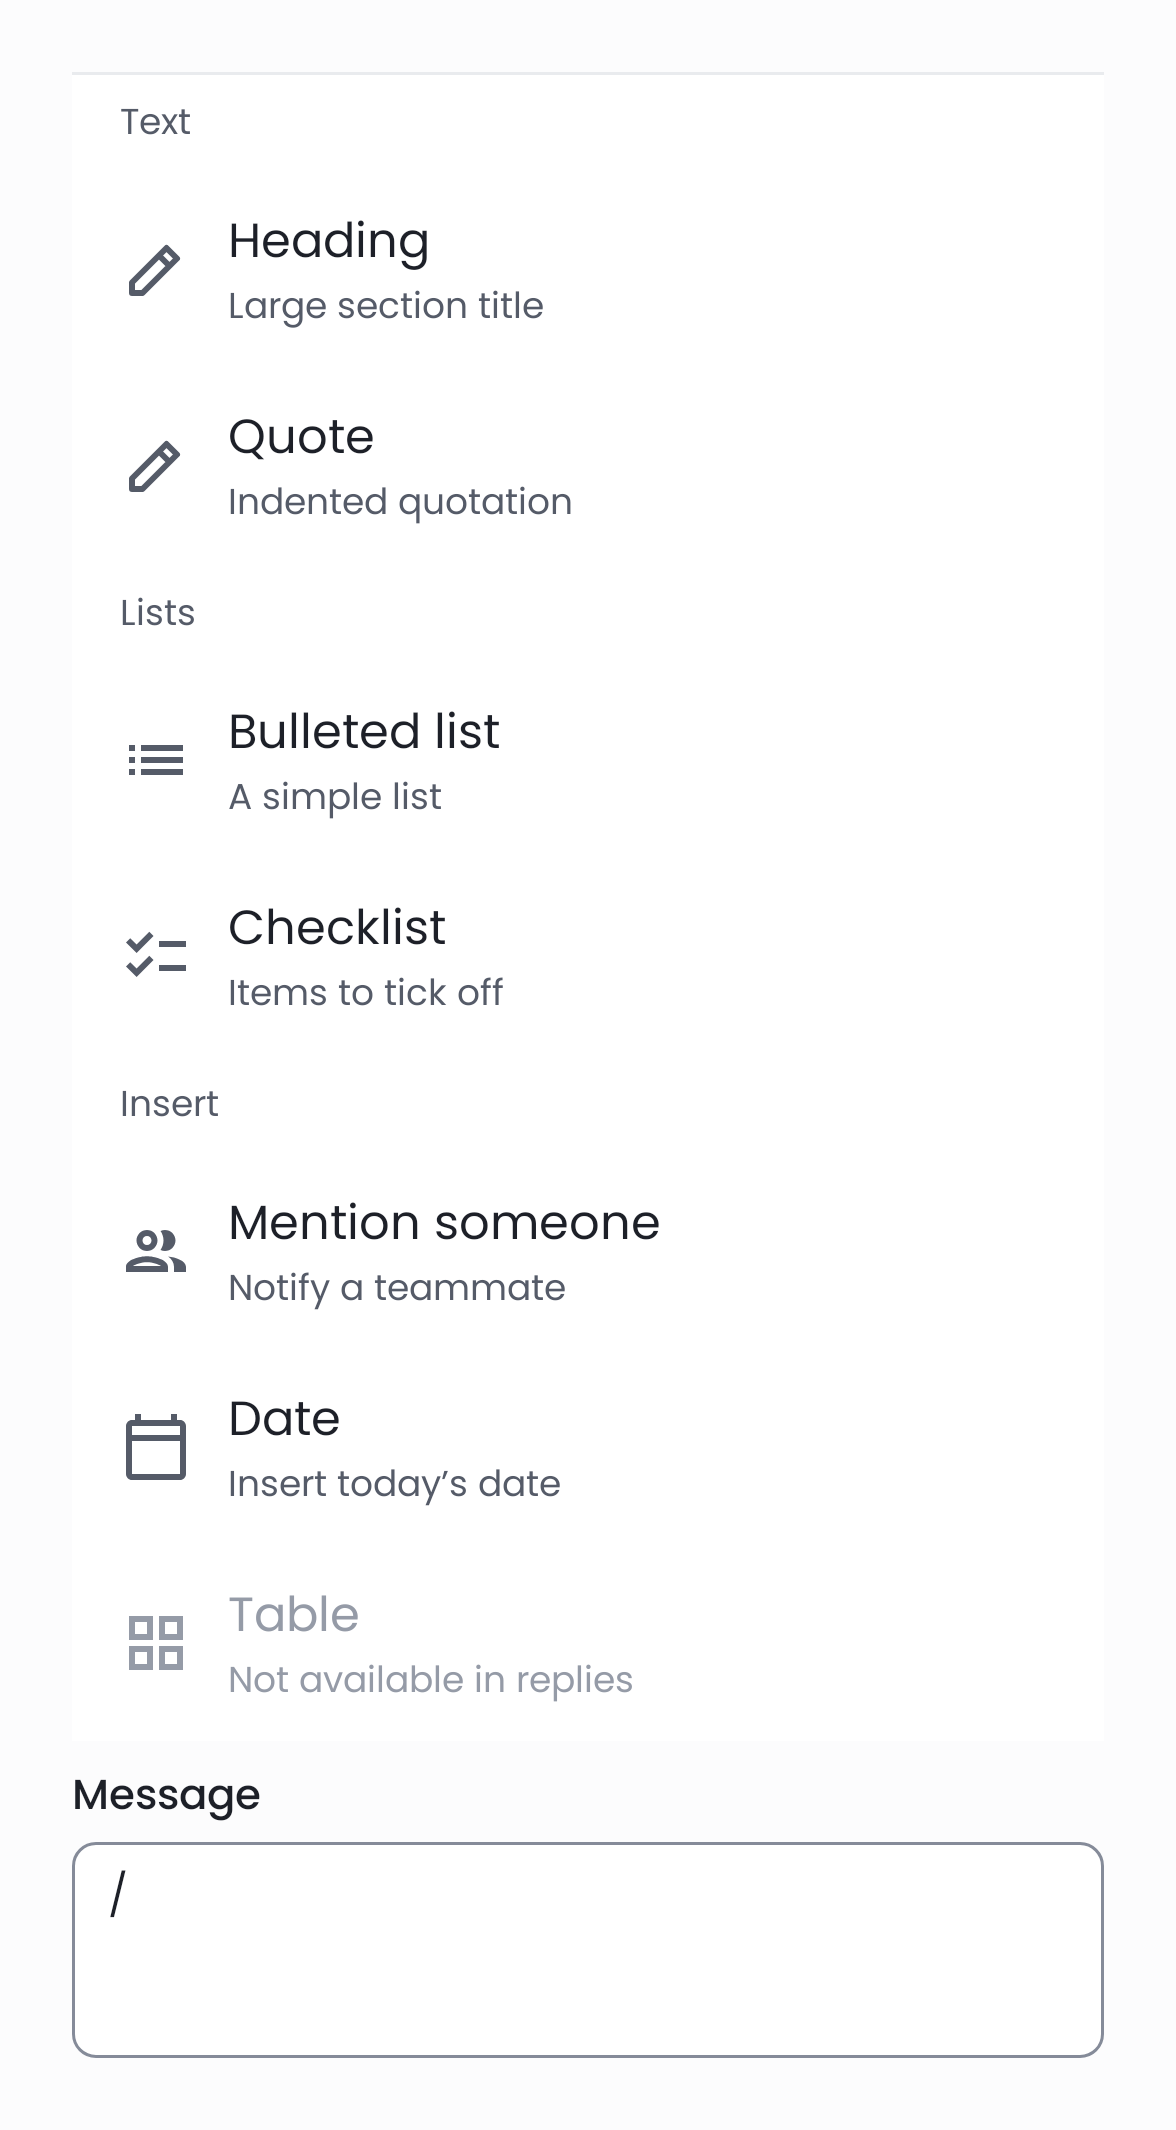 Text
Heading
Large section title
Quote
Indented quotation
Lists
Bulleted list
A simple list
Checklist
Items to tick off
Insert
Mention someone
Notify a teammate
Date
Insert today’s date
Table
Not available in replies
Message
/